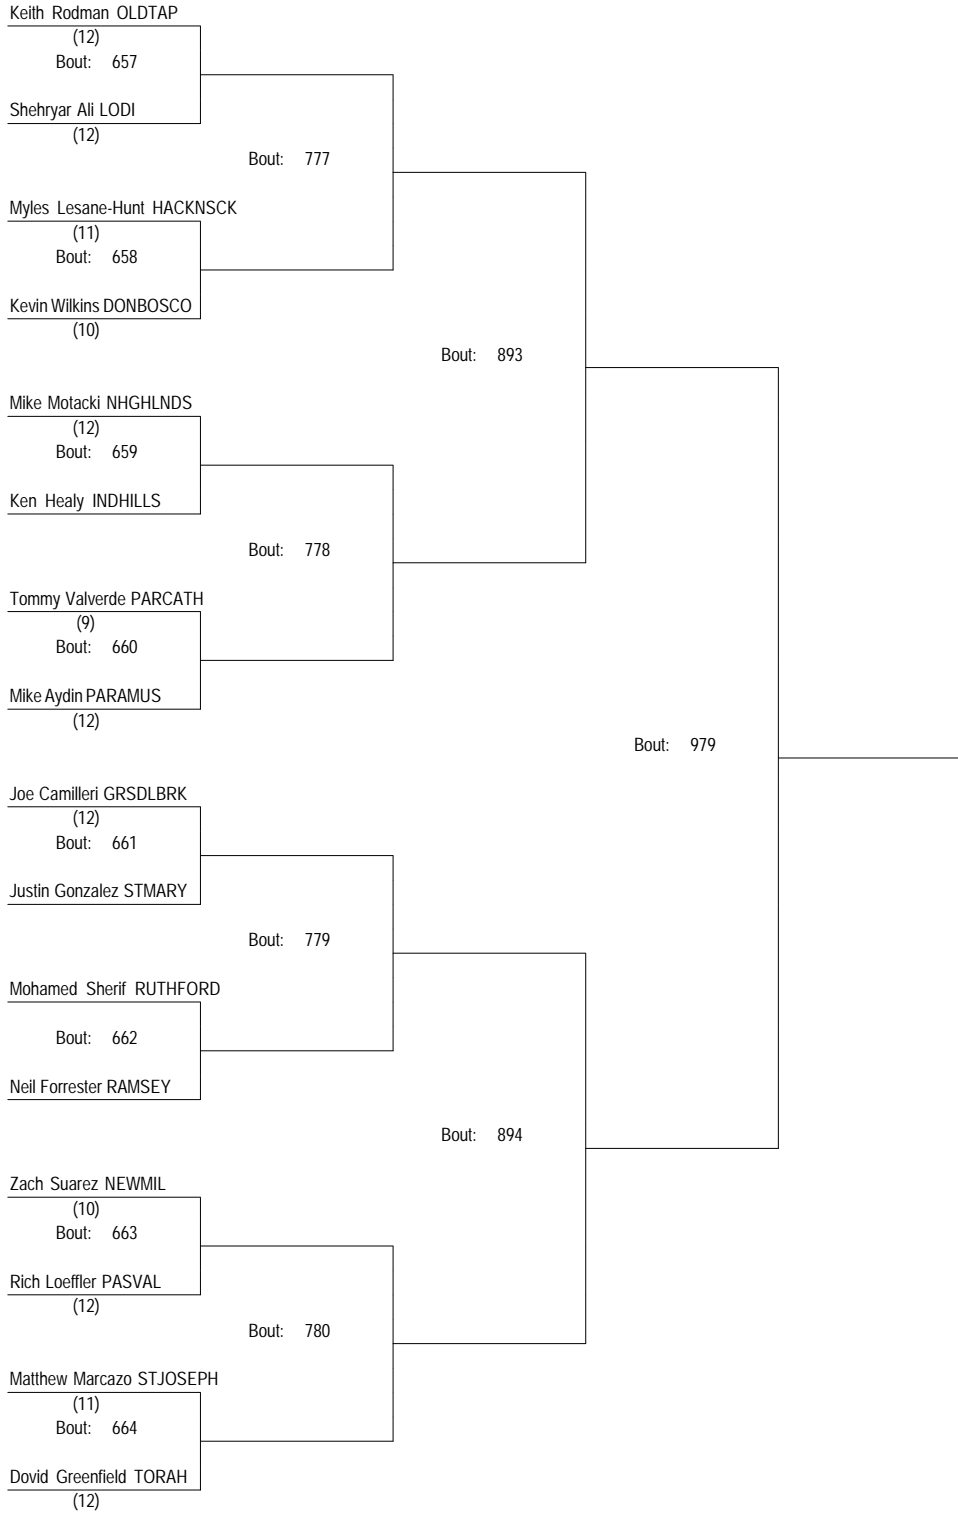 Keith Rodman OLDTAP
(12)
Bout: 657
Shehryar Ali LODI
(12)
Bout: 777
Myles Lesane-Hunt HACKNSCK
(11)
Bout: 658
Kevin Wilkins DONBOSCO
(10)
Bout: 893
Mike Motacki NHGHLNDS
(12)
Bout: 659
Ken Healy INDHILLS
Bout: 778
Tommy Valverde PARCATH
(9)
Bout: 660
Mike Aydin PARAMUS
(12)
Bout: 979
Joe Camilleri GRSDLBRK
(12)
Bout: 661
Justin Gonzalez STMARY
Bout: 779
Mohamed Sherif RUTHFORD
Bout: 662
Neil Forrester RAMSEY
Bout: 894
Zach Suarez NEWMIL
(10)
Bout: 663
Rich Loeffler PASVAL
(12)
Bout: 780
Matthew Marcazo STJOSEPH
(11)
Bout: 664
Dovid Greenfield TORAH
(12)